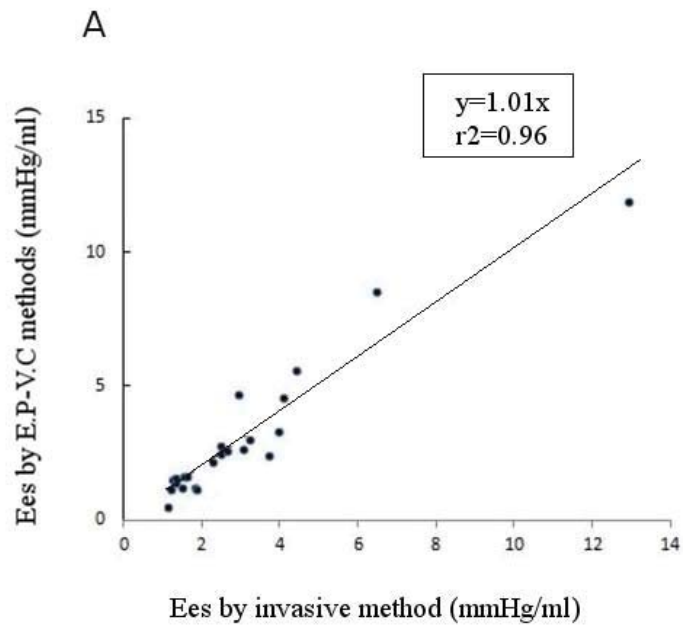 A
y=1.01x
r2=0.96
Ees by E.P-V.C methods (mmHg/ml)
15
10
5
0
0 2 4 6 8 10 12 14
Ees by invasive method (mmHg/ml)